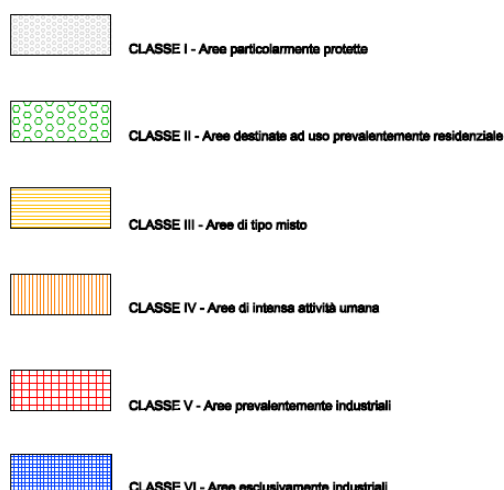 CLASSE I - Aree particolarmente protette
CLASSE II - Aree destinate ad uso prevalentemente residenziale
CLASSE III - Aree di tipo misto
CLASSE IV - Aree di intensa attività umana
CLASSE V - Aree prevalentemente industriali
CLASSE VI - Aree esclusivamente industriali